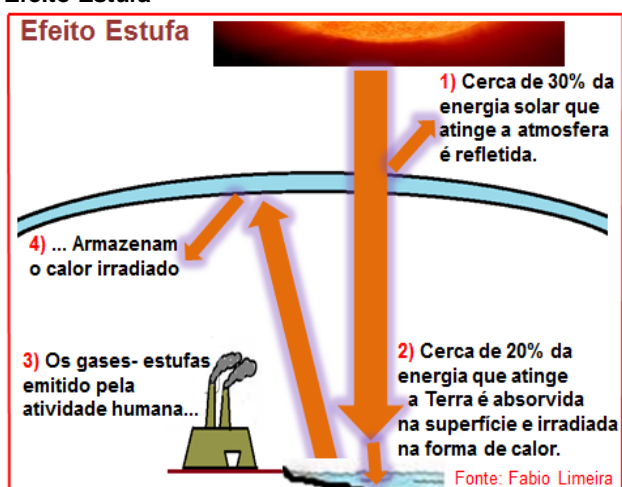 Efeito Estufa
1) Cerca de 30% da
energia solar que
atinge a atmosfera
é refletida.
4) ... Armazenam
o calor irradiado
3) Os gases- estufas
emitido pela
atividade humana...
2) Cerca de 20% da
energia que atinge
a Terra é absorvida
na superfície e irradiada
na forma de calor.
Fonte: Fabio Limeira